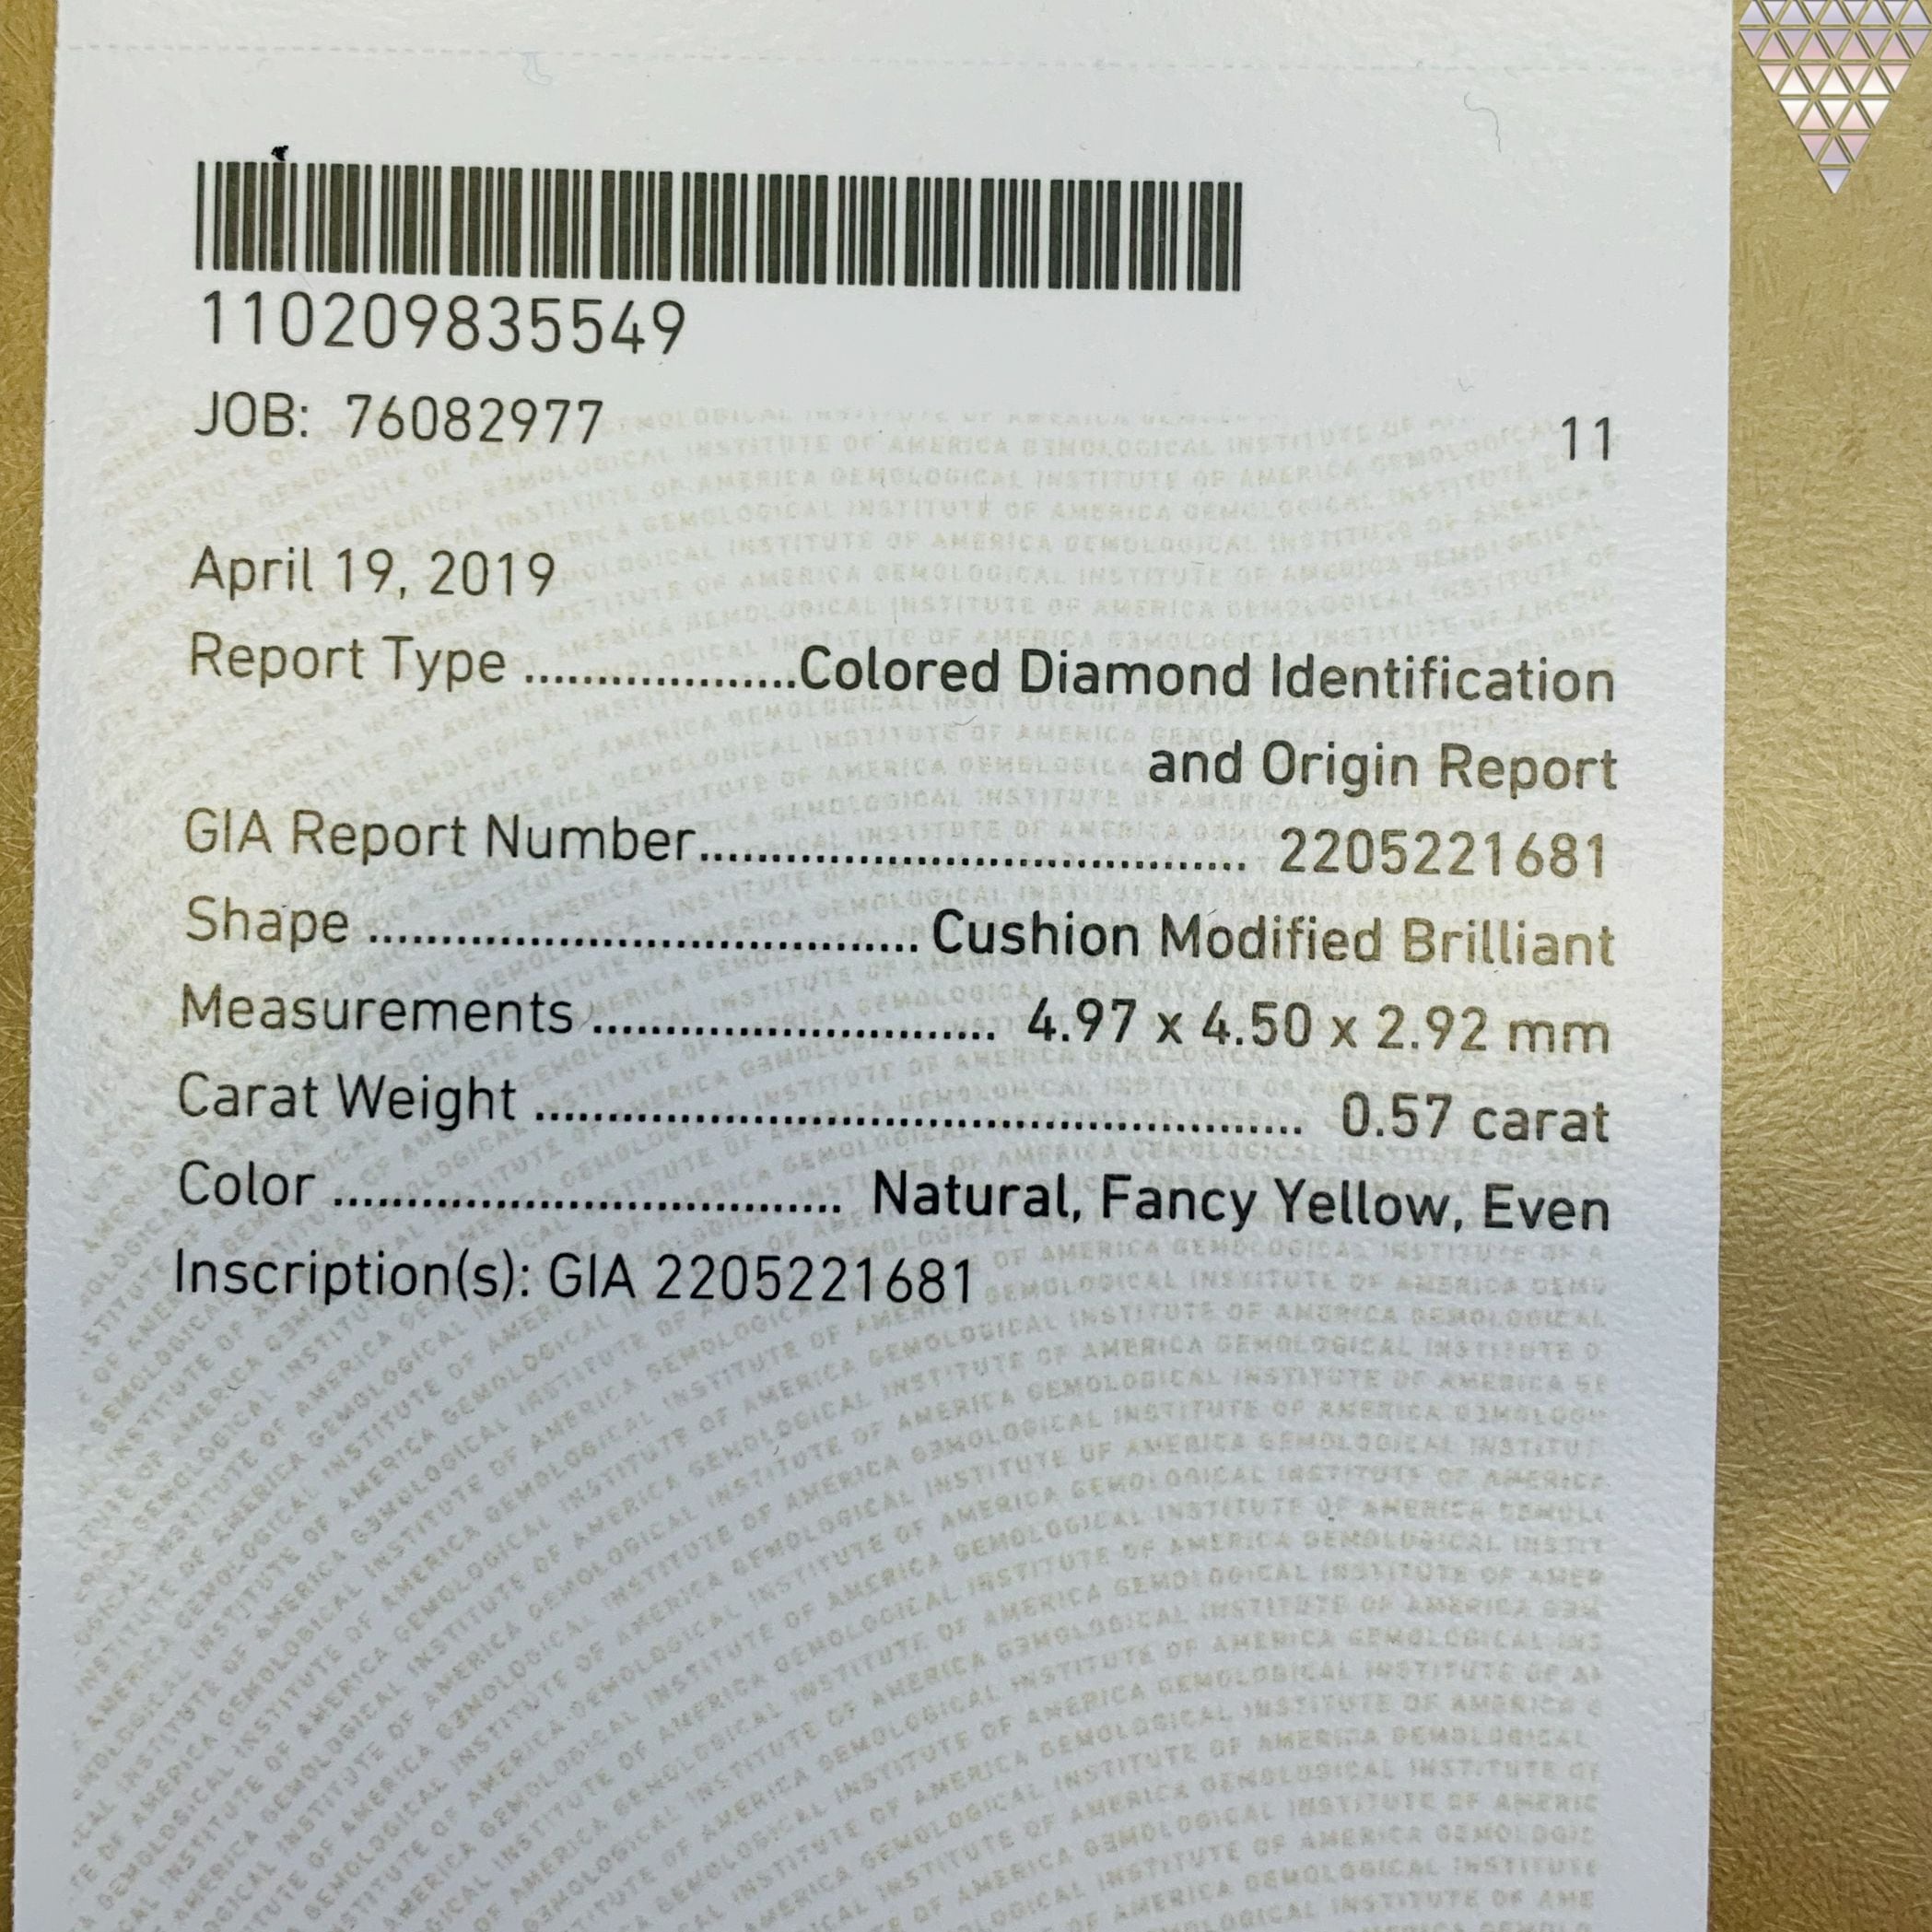 110209835549
JOB: 76082977 11
April 19, 2019
Report Type ...................Colored Diamond Identification
and Origin Report
GIA Report Number...................................... 2205221681
Shape ...................................... Cushion Modified Brilliant
Measurements ............................ 4.97 x 4.50 x 2.92 mm
Carat Weight ..................................................... 0.57 carat
Color ................................... Natural, Fancy Yellow, Even
Inscription(s): GIA 2205221681